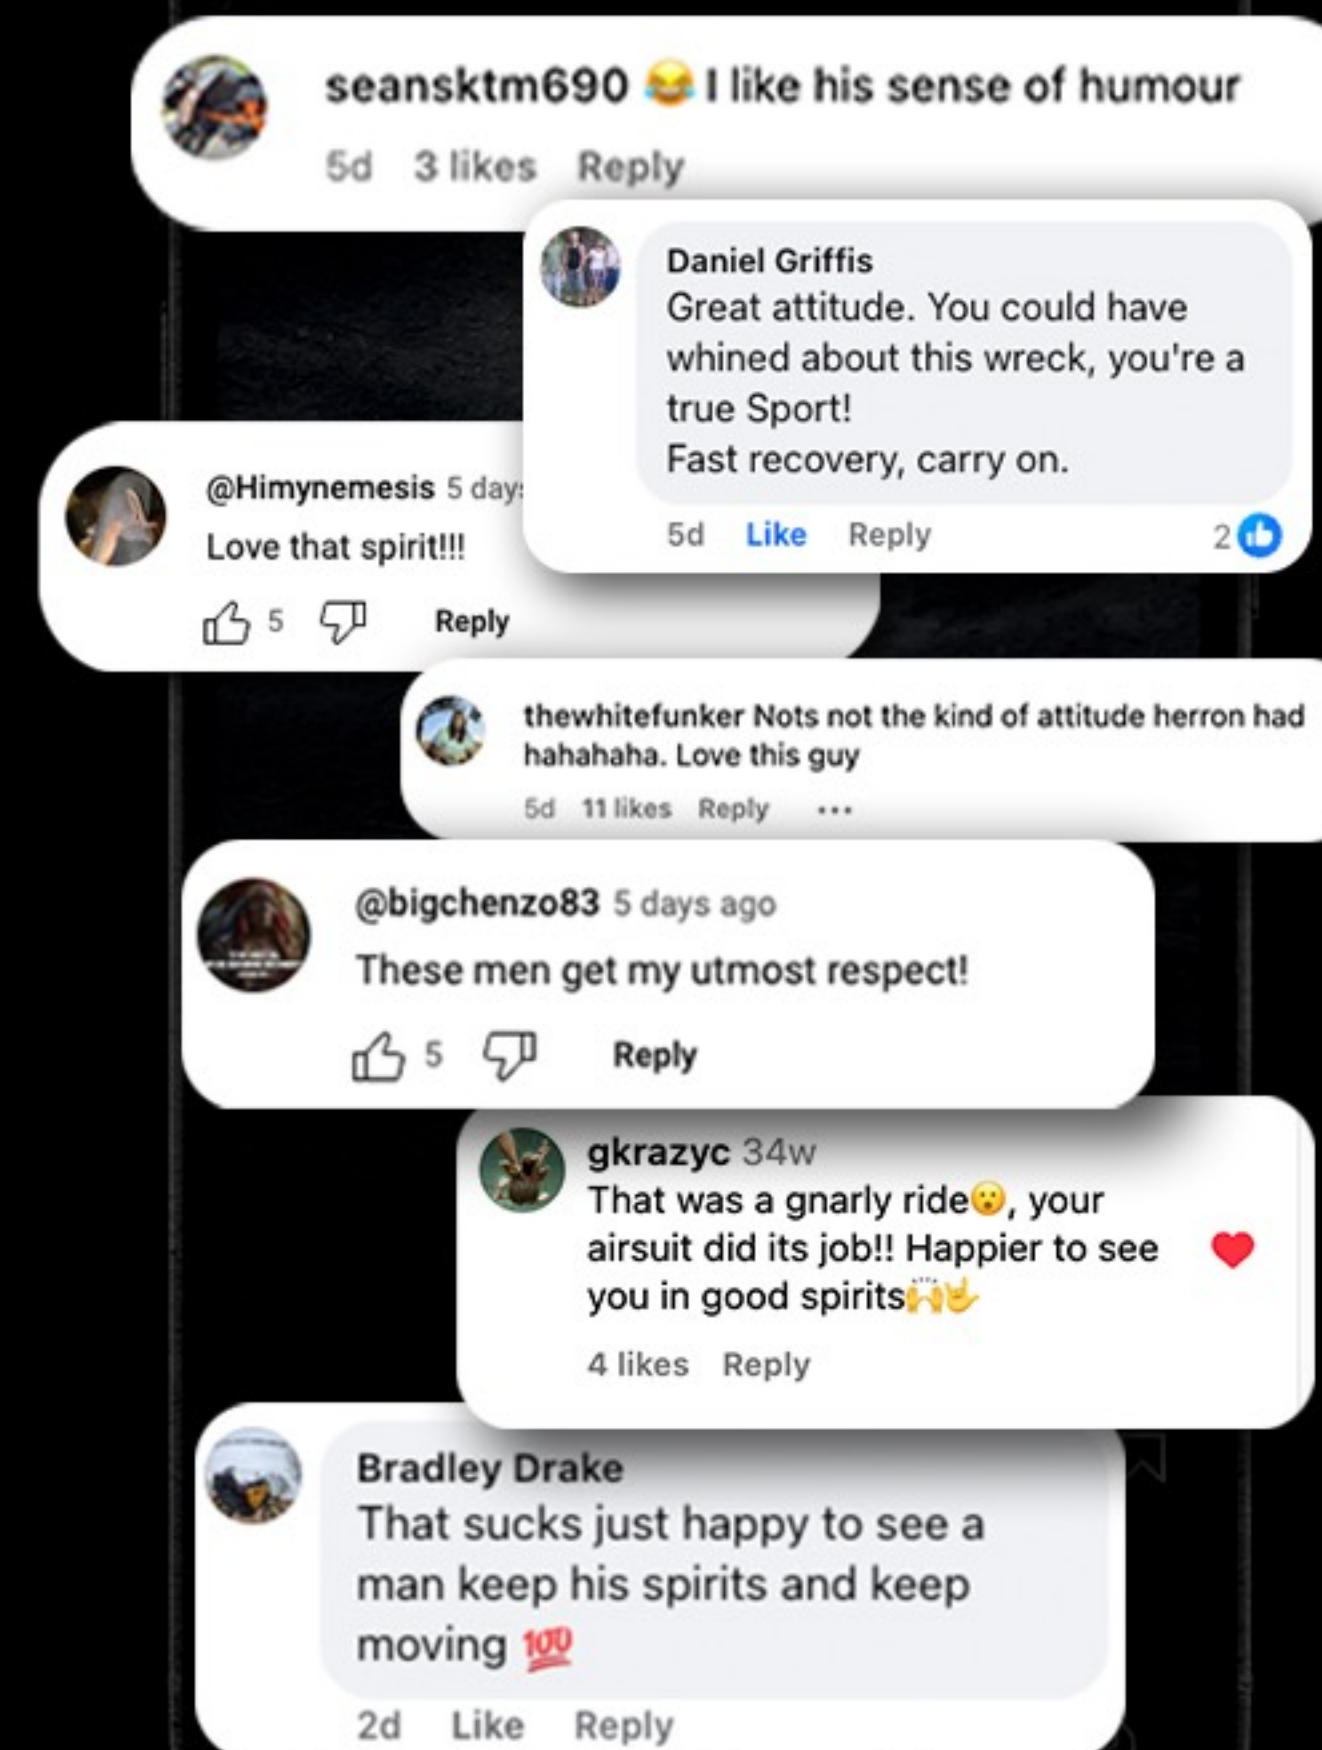 seansktm690 😂 I like his sense of humour
5d 3 likes Reply
Daniel Griffis
Great attitude. You could have
whined about this wreck, you're a
true Sport!
Fast recovery, carry on.
5d Like Reply 2
@Himynemesis 5 day
Love that spirit!!!
5 Reply
thewhitefunker Nots not the kind of attitude herron had
hahahaha. Love this guy
5d 11 likes Reply ...
@bigchenzo83 5 days ago
These men get my utmost respect!
5 Reply
gkrazyc 34w
That was a gnarly ride😮, your
airsuit did its job!! Happier to see
you in good spirits🙌🤟
4 likes Reply
Bradley Drake
That sucks just happy to see a
man keep his spirits and keep
moving 💯
2d Like Reply